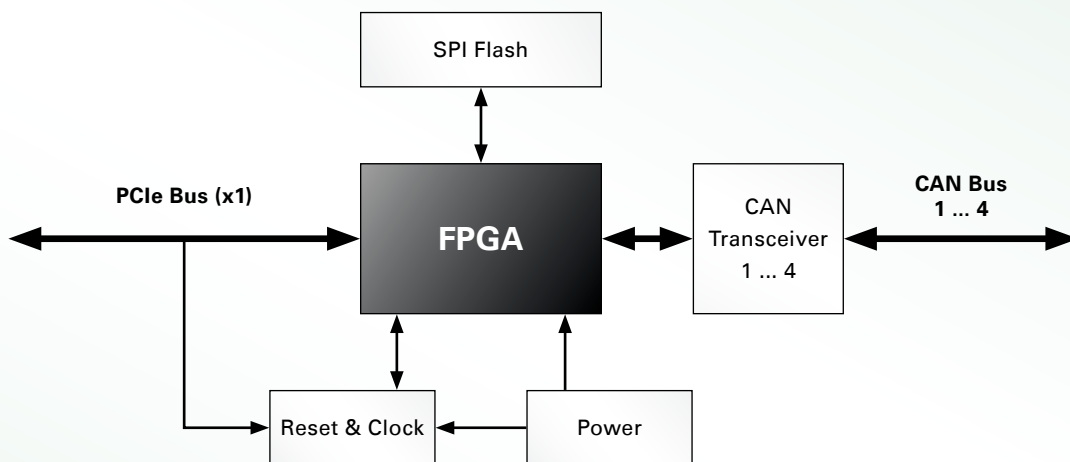 SPI Flash
PCIe Bus (x1)
FPGA
CAN
Transceiver
1 ... 4
CAN Bus
1 ... 4
Reset & Clock
Power